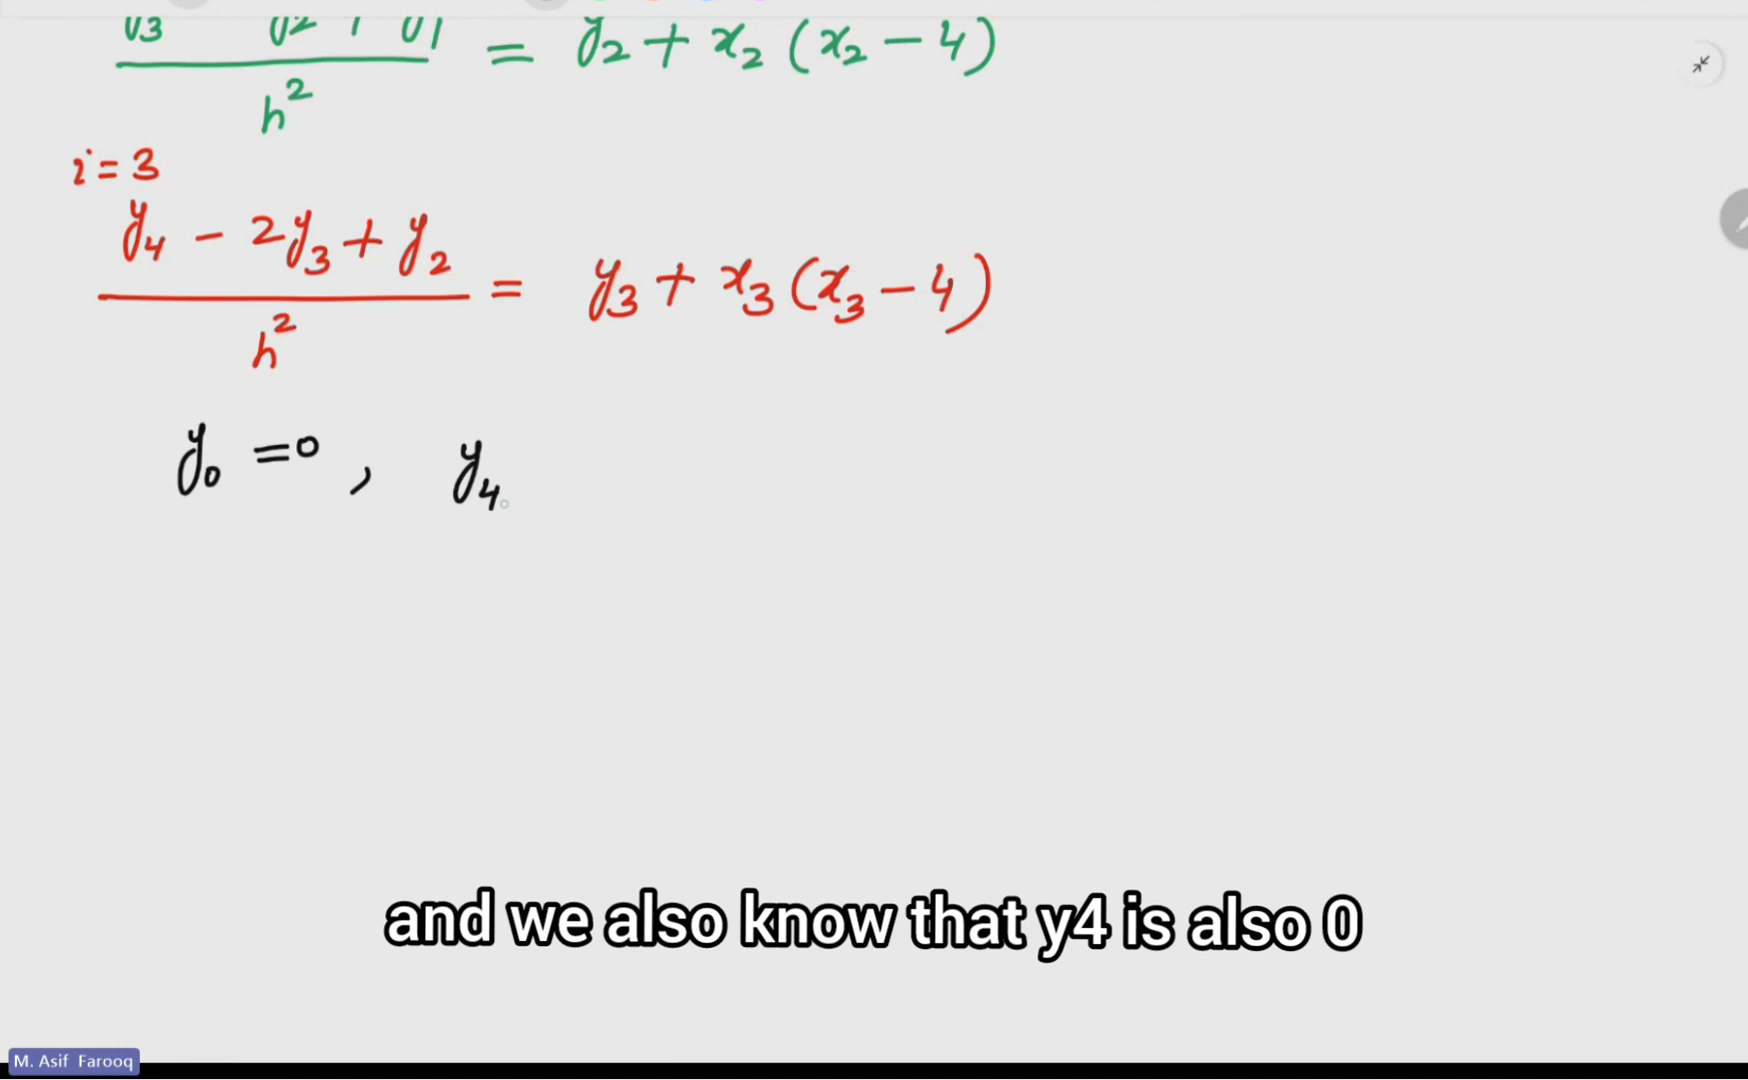 y₂ + x₂ (x₂ − 4)
h²
=
i = 3
y₄ − 2y₃ + y₂
h²
= y₃ + x₃ (x₃ − 4)
y₀ = 0 , y₄
and we also know that y4 is also 0
M. Asif Farooq